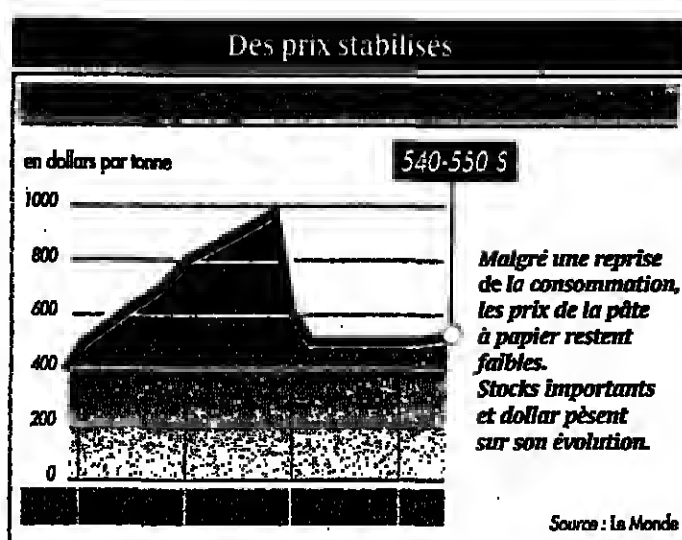 Des prix stabilisés
en dollars par tonne
540-550 $
1000
800
600
400
200
0
Malgré une reprise
de la consommation,
les prix de la pâte
à papier restent
faibles.
Stocks importants
et dollar pèsent
sur son évolution.
Source : Le Monde